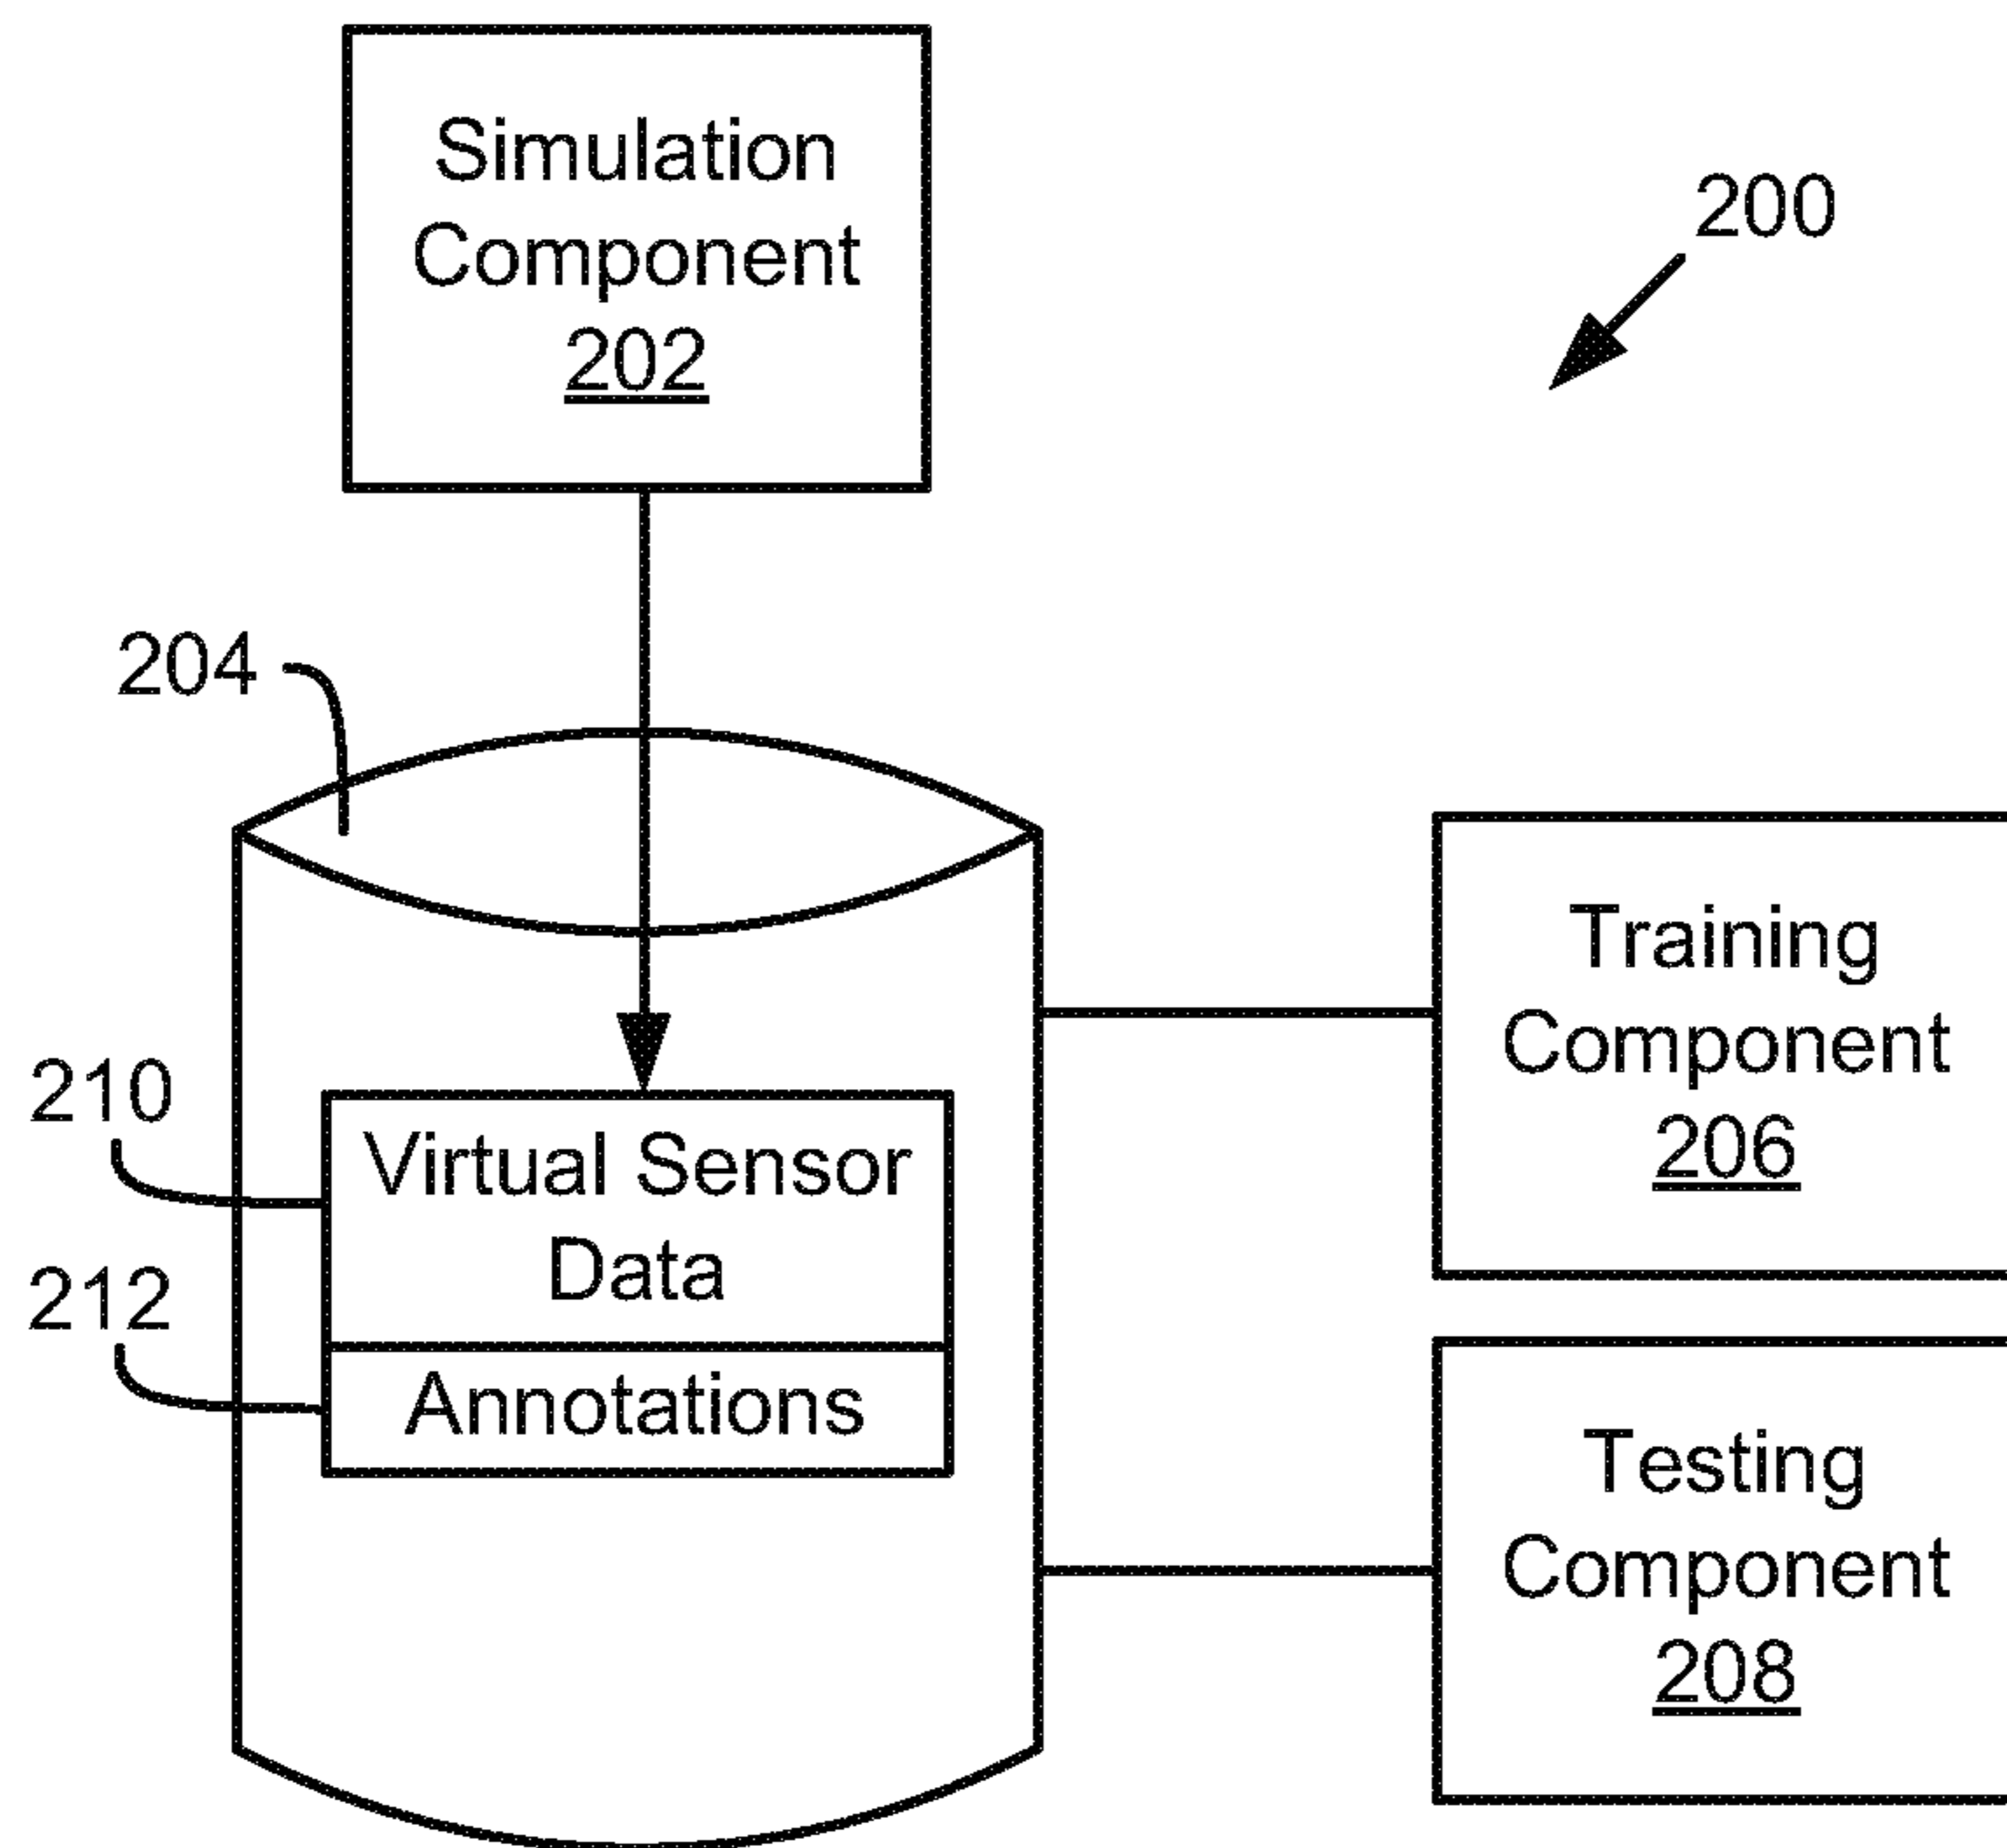 Simulation
Component
202
200
204
Training
Component
206
210
Virtual Sensor
Data
212
Annotations
Testing
Component
208